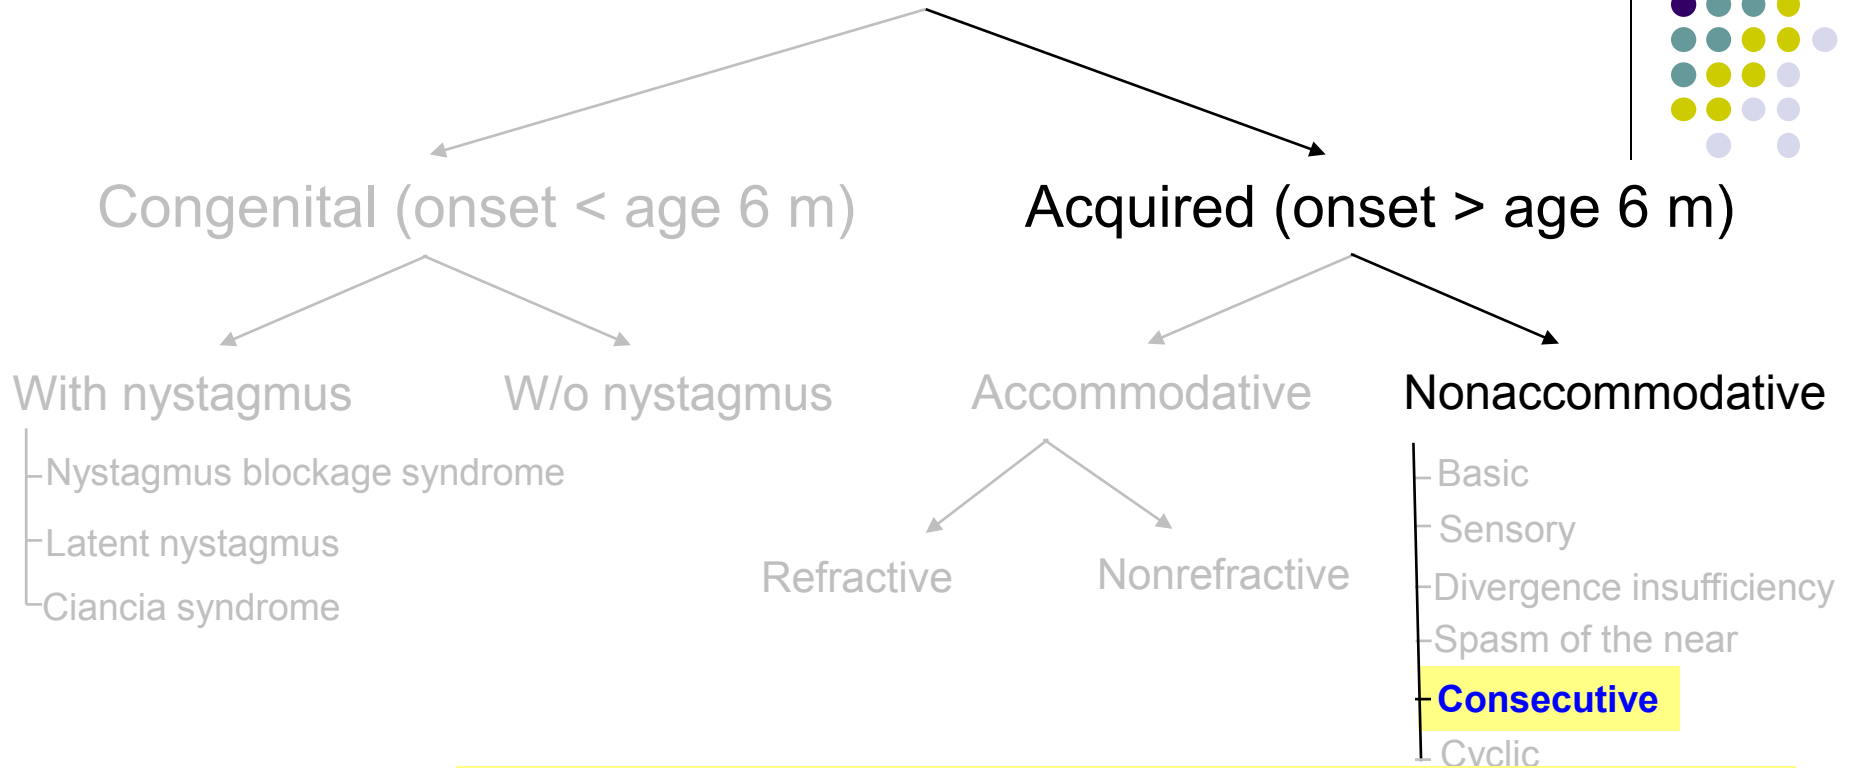 Congenital (onset < age 6 m)
Acquired (onset > age 6 m)
With nystagmus
W/o nystagmus
Accommodative
Nonaccommodative
Nystagmus blockage syndrome
Latent nystagmus
Ciancia syndrome
Refractive
Nonrefractive
Basic
Sensory
Divergence insufficiency
Spasm of the near
Consecutive
Cyclic